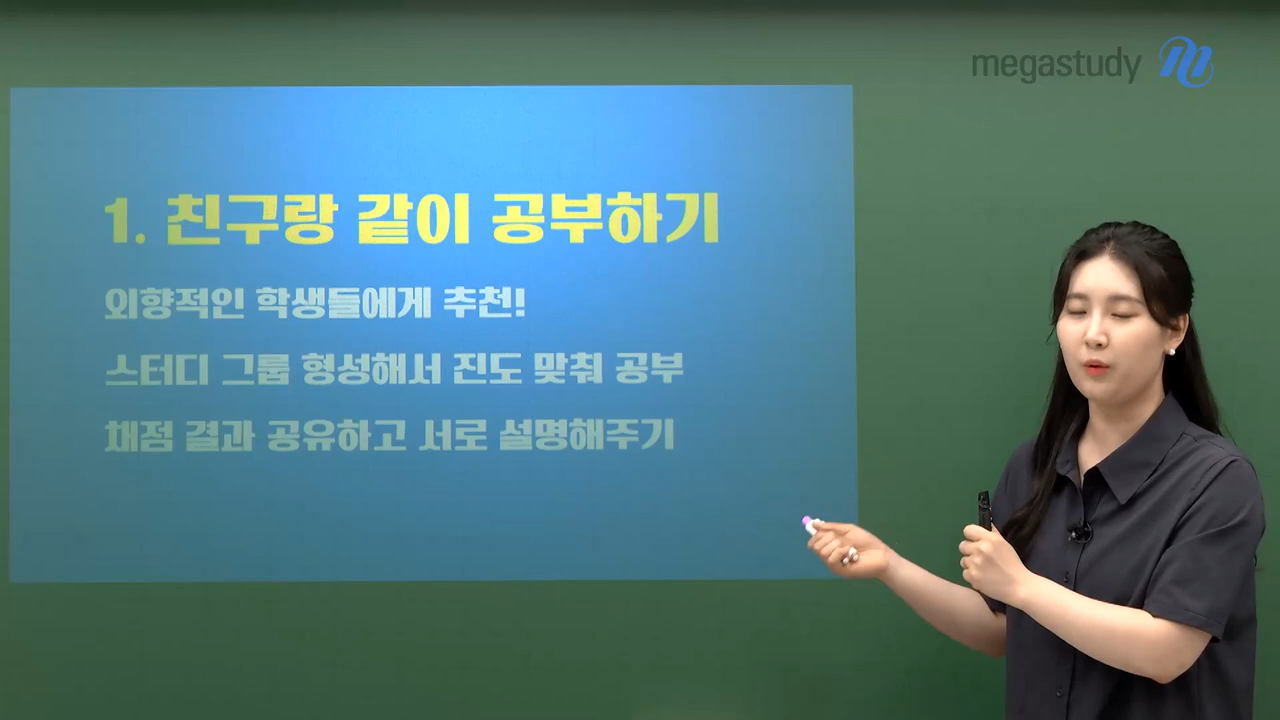 megastudy
1. 친구랑 같이 공부하기
외향적인 학생들에게 추천!
스터디 그룹 형성해서 진도 맞춰 공부
채점 결과 공유하고 서로 설명해주기